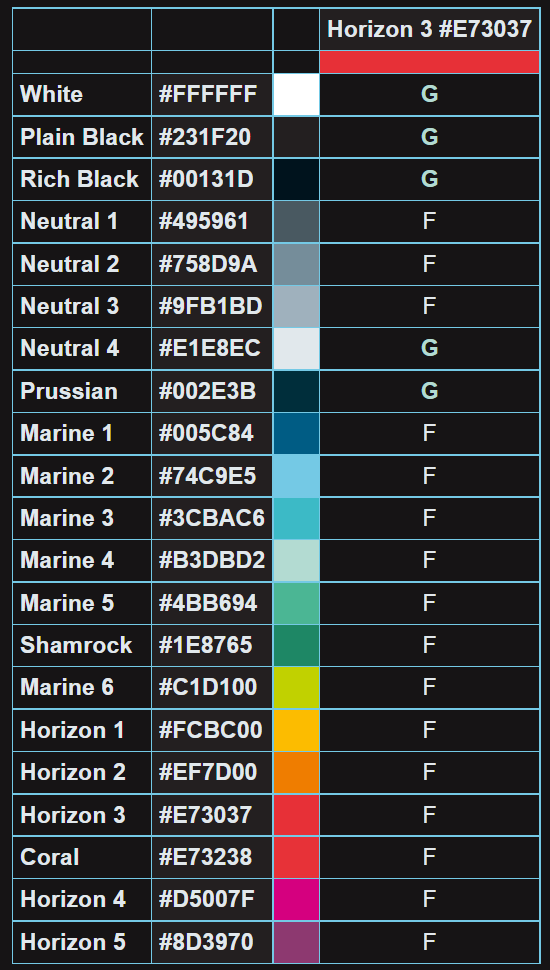 Horizon 3 #E73037
White #FFFFFF G
Plain Black #231F20 G
Rich Black #00131D G
Neutral 1 #495961 F
Neutral 2 #758D9A F
Neutral 3 #9FB1BD F
Neutral 4 #E1E8EC G
Prussian #002E3B G
Marine 1 #005C84 F
Marine 2 #74C9E5 F
Marine 3 #3CBAC6 F
Marine 4 #B3DBD2 F
Marine 5 #4BB694 F
Shamrock #1E8765 F
Marine 6 #C1D100 F
Horizon 1 #FCBC00 F
Horizon 2 #EF7D00 F
Horizon 3 #E73037 F
Coral #E73238 F
Horizon 4 #D5007F F
Horizon 5 #8D3970 F